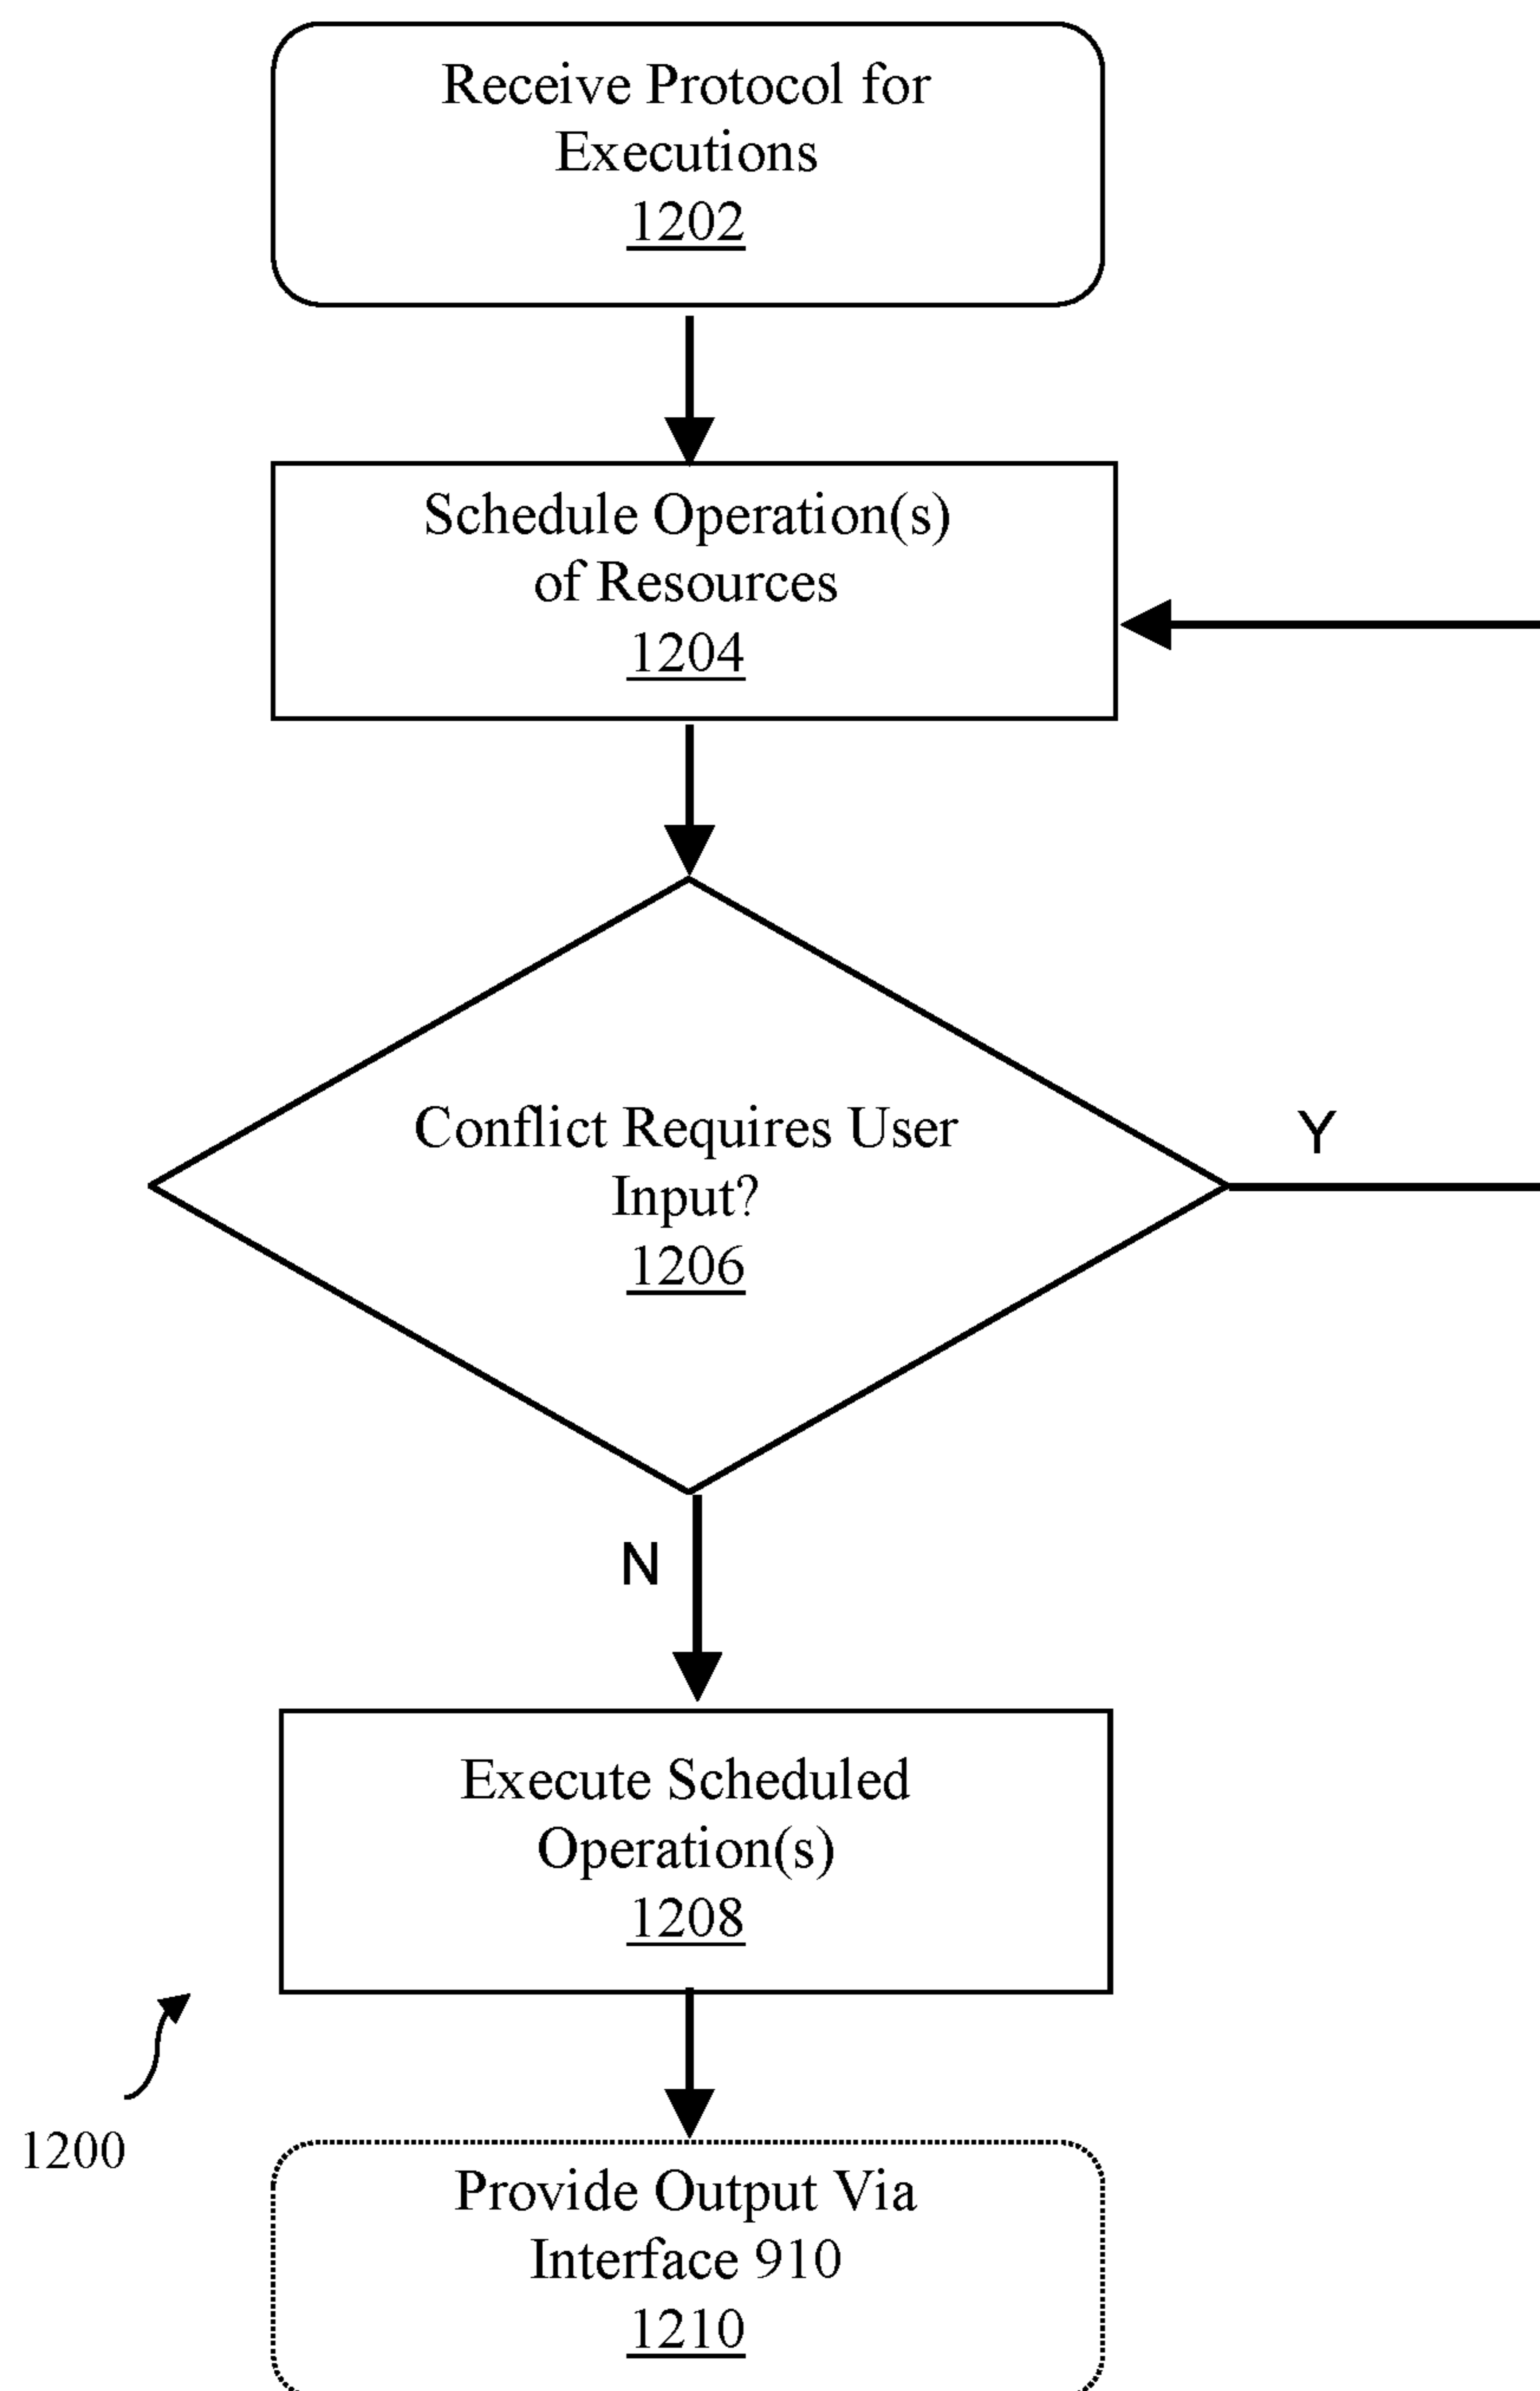 Receive Protocol for
Executions
1202
Schedule Operation(s)
of Resources
1204
Conflict Requires User
Input?
1206
Y
N
Execute Scheduled
Operation(s)
1208
1200
Provide Output Via
Interface 910
1210